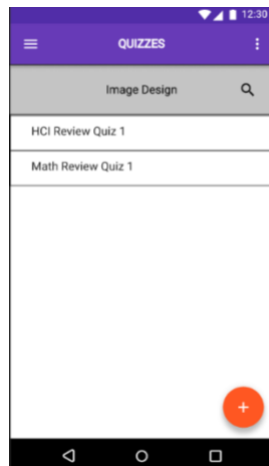 12:30
QUIZZES
Image Design
HCI Review Quiz 1
Math Review Quiz 1
+